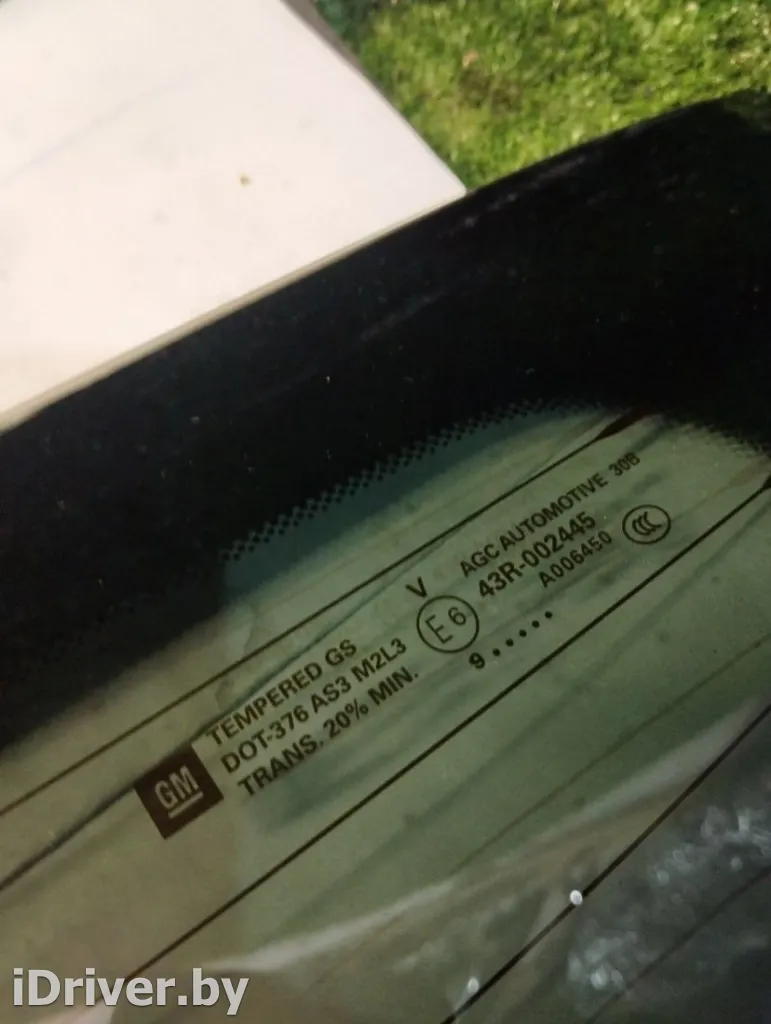 GM
TEMPERED GS
DOT-376 AS3 M2L3
TRANS. 20% MIN.
V
E6
AGC AUTOMOTIVE 30B
43R-002445
A006450
CCC
9.....
iDriver.by